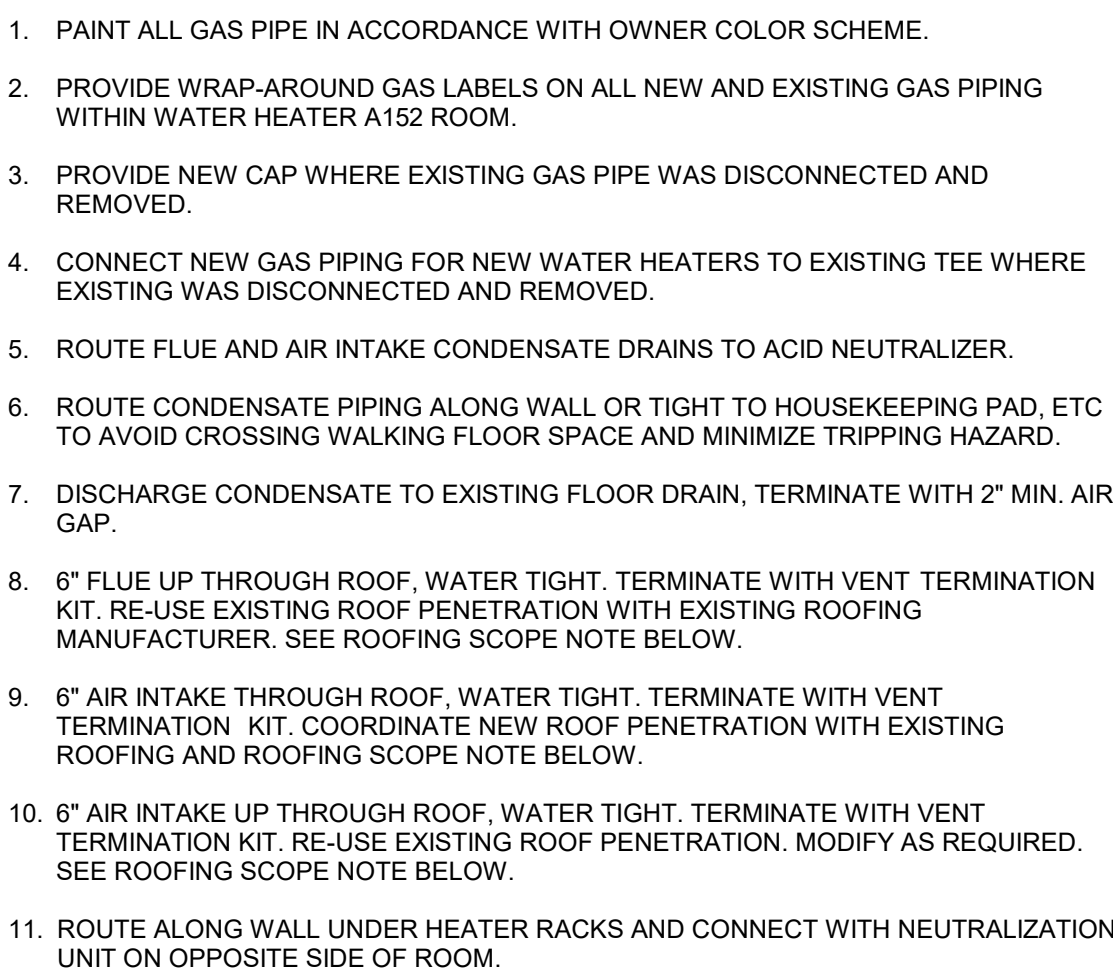 1. PAINT ALL GAS PIPE IN ACCORDANCE WITH OWNER COLOR SCHEME.
2. PROVIDE WRAP-AROUND GAS LABELS ON ALL NEW AND EXISTING GAS PIPING
WITHIN WATER HEATER A152 ROOM.
3. PROVIDE NEW CAP WHERE EXISTING GAS PIPE WAS DISCONNECTED AND
REMOVED.
4. CONNECT NEW GAS PIPING FOR NEW WATER HEATERS TO EXISTING TEE WHERE
EXISTING WAS DISCONNECTED AND REMOVED.
5. ROUTE FLUE AND AIR INTAKE CONDENSATE DRAINS TO ACID NEUTRALIZER.
6. ROUTE CONDENSATE PIPING ALONG WALL OR TIGHT TO HOUSEKEEPING PAD, ETC
TO AVOID CROSSING WALKING FLOOR SPACE AND MINIMIZE TRIPPING HAZARD.
7. DISCHARGE CONDENSATE TO EXISTING FLOOR DRAIN, TERMINATE WITH 2" MIN. AIR
GAP.
8. 6" FLUE UP THROUGH ROOF, WATER TIGHT. TERMINATE WITH VENT TERMINATION
KIT. RE-USE EXISTING ROOF PENETRATION WITH EXISTING ROOFING
MANUFACTURER. SEE ROOFING SCOPE NOTE BELOW.
9. 6" AIR INTAKE THROUGH ROOF, WATER TIGHT. TERMINATE WITH VENT
TERMINATION KIT. COORDINATE NEW ROOF PENETRATION WITH EXISTING
ROOFING AND ROOFING SCOPE NOTE BELOW.
10. 6" AIR INTAKE UP THROUGH ROOF, WATER TIGHT. TERMINATE WITH VENT
TERMINATION KIT. RE-USE EXISTING ROOF PENETRATION. MODIFY AS REQUIRED.
SEE ROOFING SCOPE NOTE BELOW.
11. ROUTE ALONG WALL UNDER HEATER RACKS AND CONNECT WITH NEUTRALIZATION
UNIT ON OPPOSITE SIDE OF ROOM.